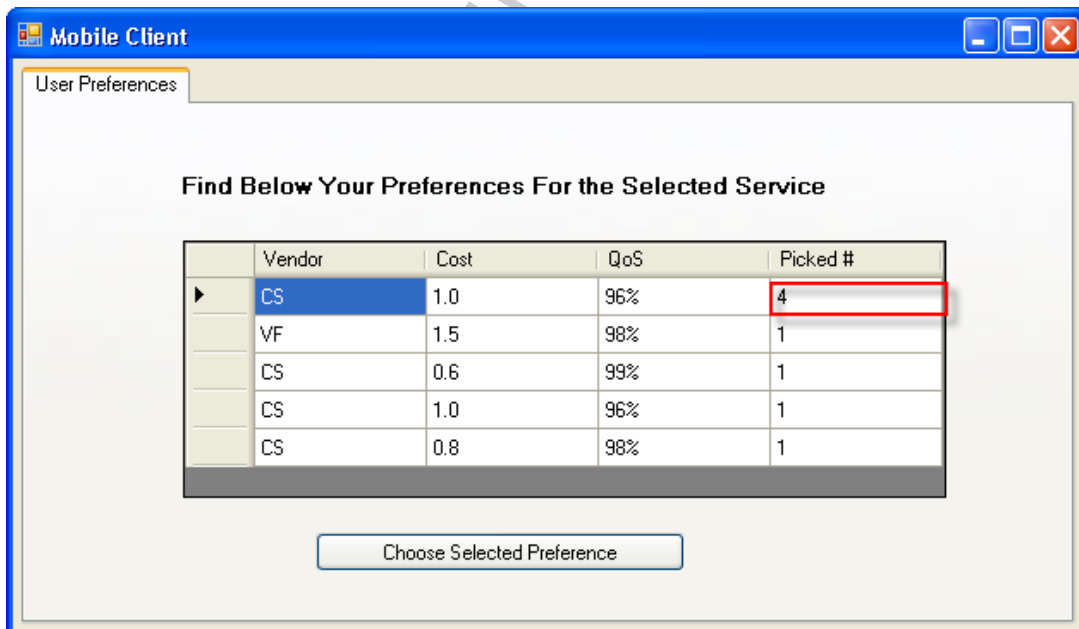 Mobile Client
User Preferences
Find Below Your Preferences For the Selected Service
Vendor Cost QoS Picked #
CS 1.0 96% 4
VF 1.5 98% 1
CS 0.6 99% 1
CS 1.0 96% 1
CS 0.8 98% 1
Choose Selected Preference